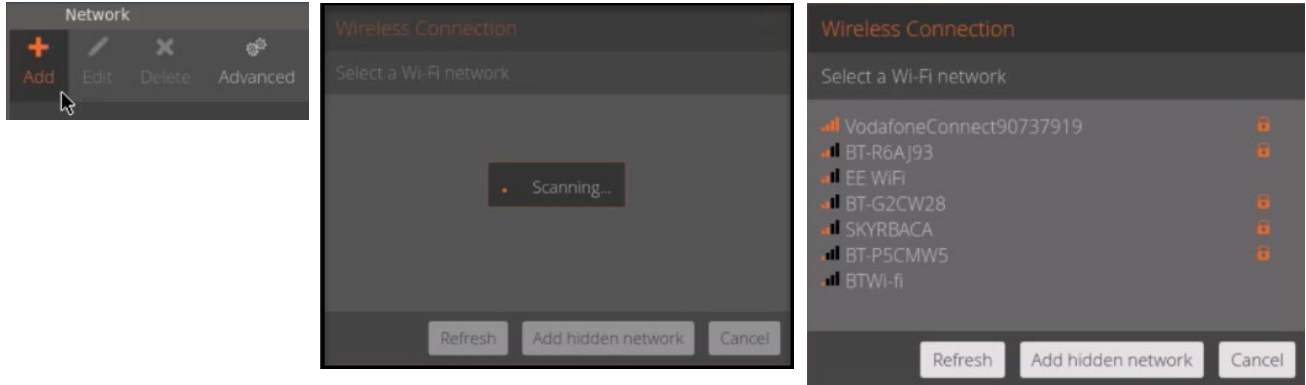 Network
Add Edit Delete Advanced
Wireless Connection
Select a Wi-Fi network
Scanning...
Refresh Add hidden network Cancel
Wireless Connection
Select a Wi-Fi network
VodafoneConnect90737919
BT-R6AJ93
EE WiFi
BT-G2CW28
SKYRBACA
BT-P5CMW5
BTWi-fi
Refresh Add hidden network Cancel